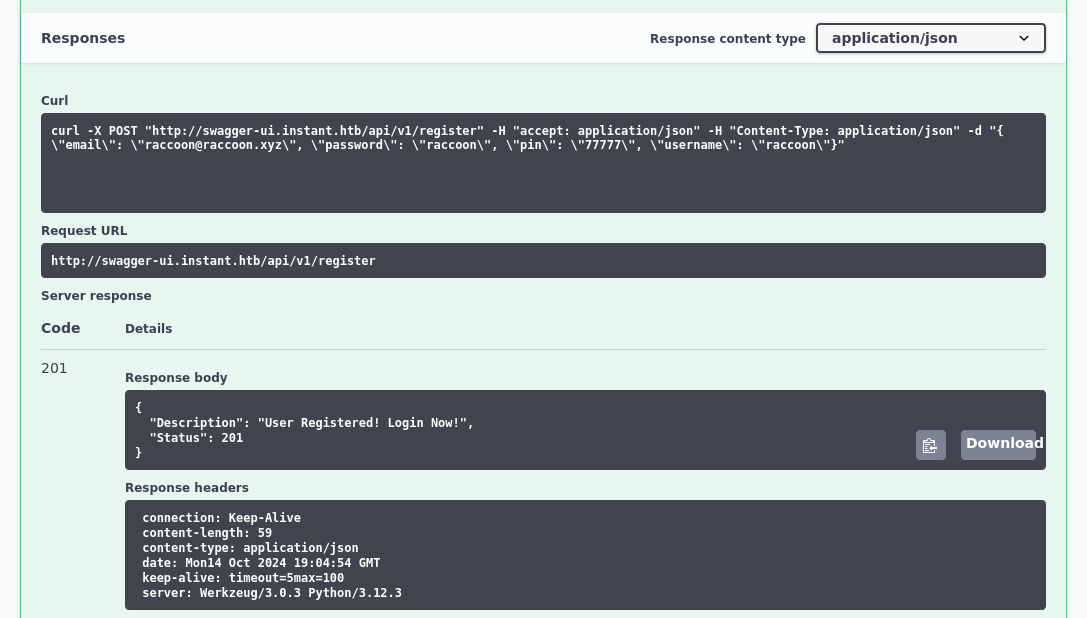 Responses
Response content type
application/json
Curl
curl -X POST "http://swagger-ui.instant.htb/api/v1/register" -H "accept: application/json" -H "Content-Type: application/json" -d "{
\"email\": \"raccoon@raccoon.xyz\", \"password\": \"raccoon\", \"pin\": \"77777\", \"username\": \"raccoon\"}"
Request URL
http://swagger-ui.instant.htb/api/v1/register
Server response
Code Details
201
Response body
{
"Description": "User Registered! Login Now!",
"Status": 201
}
Download
Response headers
connection: Keep-Alive
content-length: 59
content-type: application/json
date: Mon14 Oct 2024 19:04:54 GMT
keep-alive: timeout=5max=100
server: Werkzeug/3.0.3 Python/3.12.3